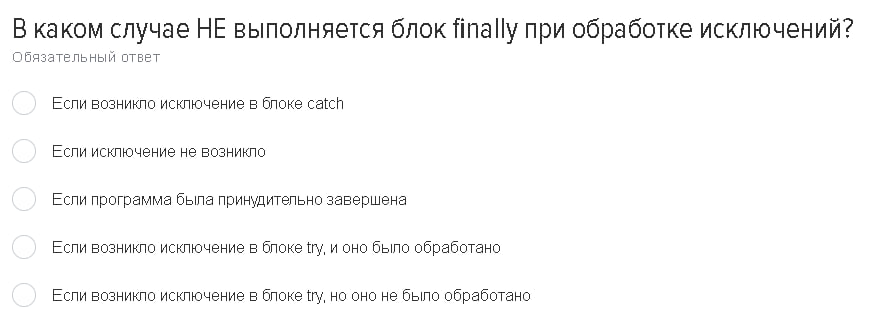 В каком случае НЕ выполняется блок finally при обработке исключений?
Обязательный ответ
Если возникло исключение в блоке catch
Если исключение не возникло
Если программа была принудительно завершена
Если возникло исключение в блоке try, и оно было обработано
Если возникло исключение в блоке try, но оно не было обработано